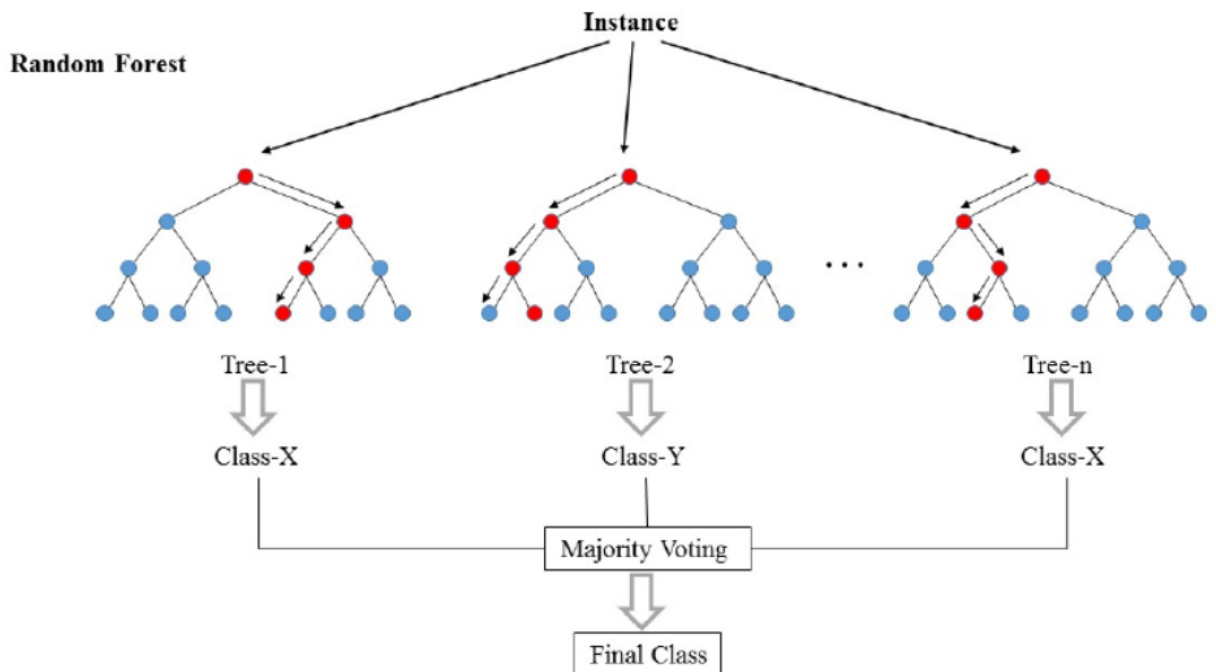 Instance
Random Forest
...
Tree-1
Tree-2
Tree-n
Class-X
Class-Y
Class-X
Majority Voting
Final Class